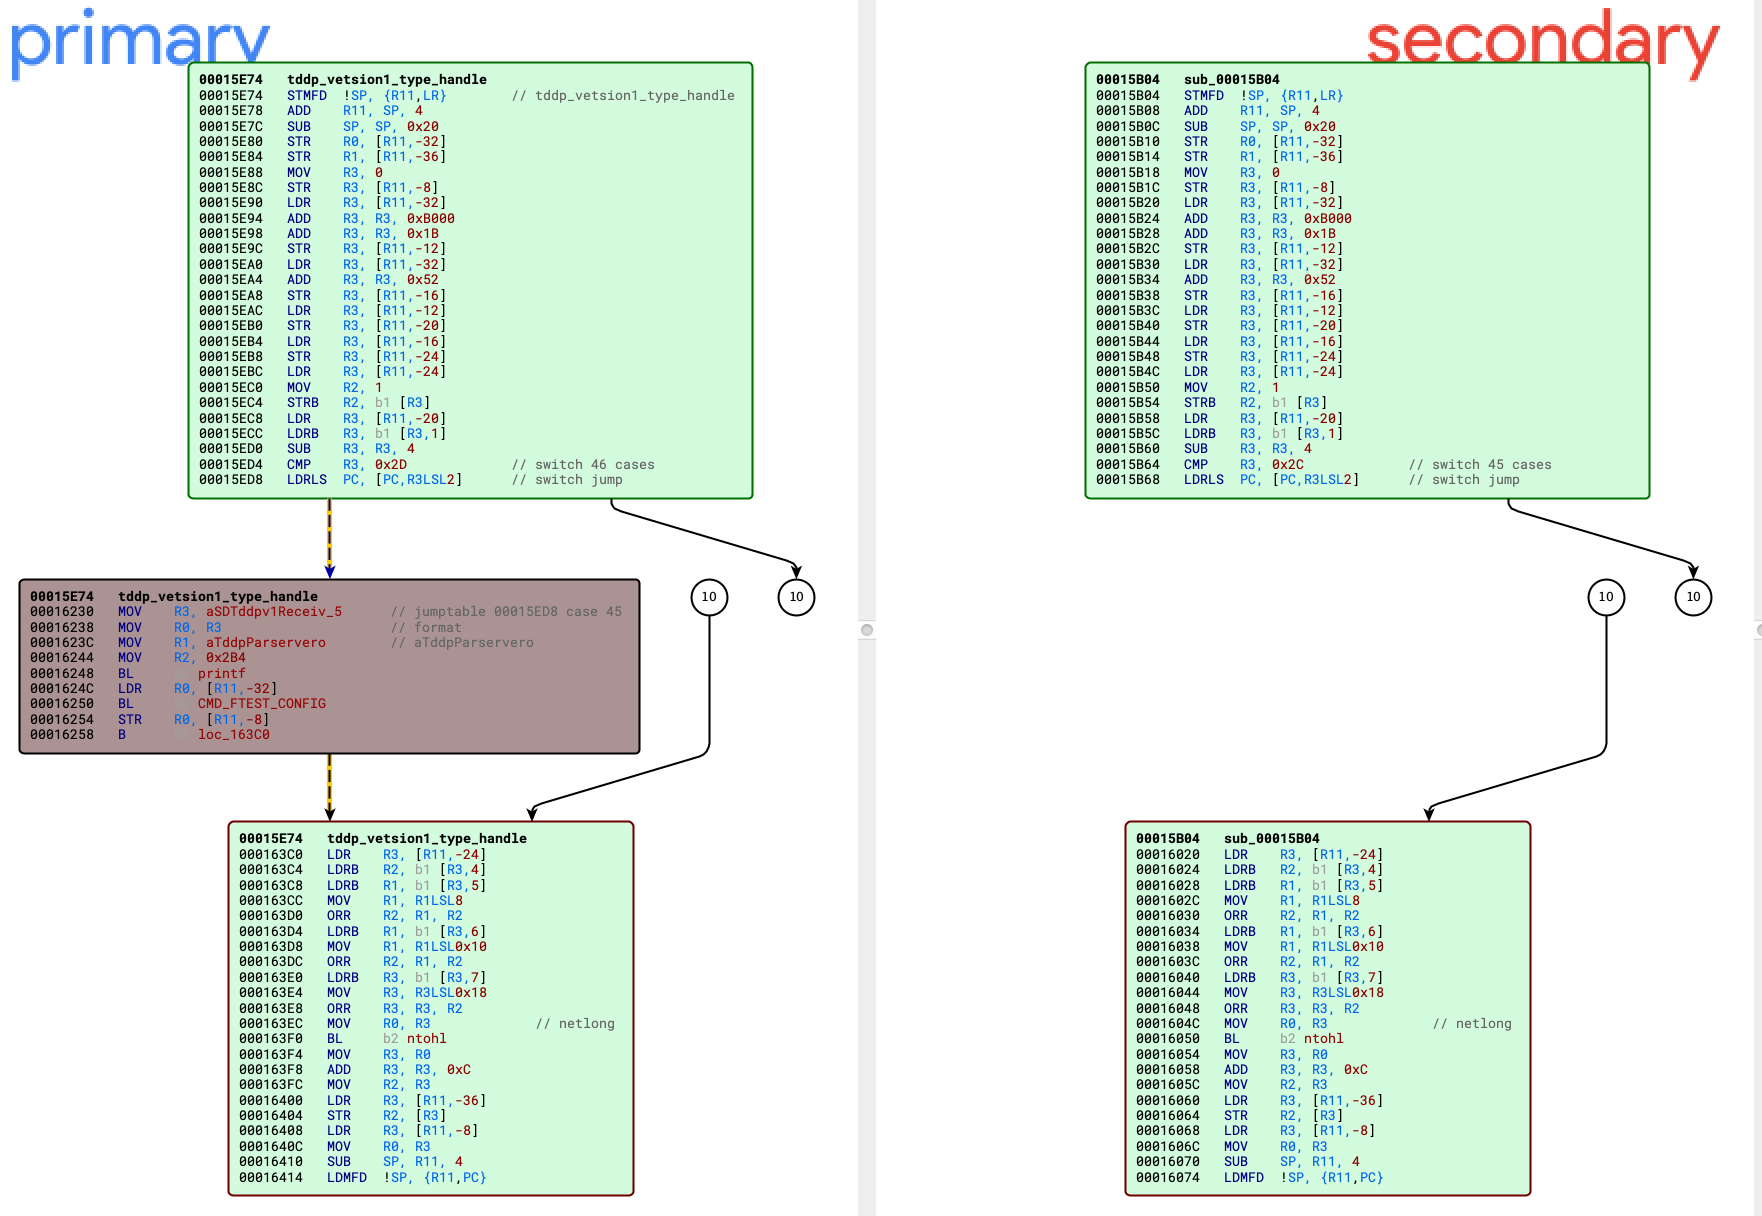 primary
00015E74 tddp_vetsion1_type_handle
00015E74 STMFD !SP, {R11,LR} // tddp_vetsion1_type_handle
00015E78 ADD R11, SP, 4
00015E7C SUB SP, SP, 0x20
00015E80 STR R0, [R11,-32]
00015E84 STR R1, [R11,-36]
00015E88 MOV R3, 0
00015E8C STR R3, [R11,-8]
00015E90 LDR R3, [R11,-32]
00015E94 ADD R3, R3, 0xB000
00015E98 ADD R3, R3, 0x1B
00015E9C STR R3, [R11,-12]
00015EA0 LDR R3, [R11,-32]
00015EA4 ADD R3, R3, 0x52
00015EA8 STR R3, [R11,-16]
00015EAC LDR R3, [R11,-12]
00015EB0 STR R3, [R11,-20]
00015EB4 LDR R3, [R11,-16]
00015EB8 STR R3, [R11,-24]
00015EBC LDR R3, [R11,-24]
00015EC0 MOV R2, 1
00015EC4 STRB R2, b1 [R3]
00015EC8 LDR R3, [R11,-20]
00015ECC LDRB R3, b1 [R3,1]
00015ED0 SUB R3, R3, 4
00015ED4 CMP R3, 0x2D // switch 46 cases
00015ED8 LDRLS PC, [PC,R3LSL2] // switch jump
00015E74 tddp_vetsion1_type_handle
00016230 MOV R3, aSDTddpv1Receiv_5 // jumptable 00015ED8 case 45
00016238 MOV R0, R3 // format
0001623C MOV R1, aTddpParservero // aTddpParservero
00016244 MOV R2, 0x2B4
00016248 BL printf
0001624C LDR R0, [R11,-32]
00016250 BL CMD_FTEST_CONFIG
00016254 STR R0, [R11,-8]
00016258 B loc_163C0
10
10
00015E74 tddp_vetsion1_type_handle
000163C0 LDR R3, [R11,-24]
000163C4 LDRB R2, b1 [R3,4]
000163C8 LDRB R1, b1 [R3,5]
000163CC MOV R1, R1LSL8
000163D0 ORR R2, R1, R2
000163D4 LDRB R1, b1 [R3,6]
000163D8 MOV R1, R1LSL0x10
000163DC ORR R2, R1, R2
000163E0 LDRB R3, b1 [R3,7]
000163E4 MOV R3, R3LSL0x18
000163E8 ORR R3, R3, R2
000163EC MOV R0, R3 // netlong
000163F0 BL b2 ntohl
000163F4 MOV R3, R0
000163F8 ADD R3, R3, 0xC
000163FC MOV R2, R3
00016400 LDR R3, [R11,-36]
00016404 STR R2, [R3]
00016408 LDR R3, [R11,-8]
0001640C MOV R0, R3
00016410 SUB SP, R11, 4
00016414 LDMFD !SP, {R11,PC}
secondary
00015B04 sub_00015B04
00015B04 STMFD !SP, {R11,LR}
00015B08 ADD R11, SP, 4
00015B0C SUB SP, SP, 0x20
00015B10 STR R0, [R11,-32]
00015B14 STR R1, [R11,-36]
00015B18 MOV R3, 0
00015B1C STR R3, [R11,-8]
00015B20 LDR R3, [R11,-32]
00015B24 ADD R3, R3, 0xB000
00015B28 ADD R3, R3, 0x1B
00015B2C STR R3, [R11,-12]
00015B30 LDR R3, [R11,-32]
00015B34 ADD R3, R3, 0x52
00015B38 STR R3, [R11,-16]
00015B3C LDR R3, [R11,-12]
00015B40 STR R3, [R11,-20]
00015B44 LDR R3, [R11,-16]
00015B48 STR R3, [R11,-24]
00015B4C LDR R3, [R11,-24]
00015B50 MOV R2, 1
00015B54 STRB R2, b1 [R3]
00015B58 LDR R3, [R11,-20]
00015B5C LDRB R3, b1 [R3,1]
00015B60 SUB R3, R3, 4
00015B64 CMP R3, 0x2C // switch 45 cases
00015B68 LDRLS PC, [PC,R3LSL2] // switch jump
10
10
00015B04 sub_00015B04
00016020 LDR R3, [R11,-24]
00016024 LDRB R2, b1 [R3,4]
00016028 LDRB R1, b1 [R3,5]
0001602C MOV R1, R1LSL8
00016030 ORR R2, R1, R2
00016034 LDRB R1, b1 [R3,6]
00016038 MOV R1, R1LSL0x10
0001603C ORR R2, R1, R2
00016040 LDRB R3, b1 [R3,7]
00016044 MOV R3, R3LSL0x18
00016048 ORR R3, R3, R2
0001604C MOV R0, R3 // netlong
00016050 BL b2 ntohl
00016054 MOV R3, R0
00016058 ADD R3, R3, 0xC
0001605C MOV R2, R3
00016060 LDR R3, [R11,-36]
00016064 STR R2, [R3]
00016068 LDR R3, [R11,-8]
0001606C MOV R0, R3
00016070 SUB SP, R11, 4
00016074 LDMFD !SP, {R11,PC}